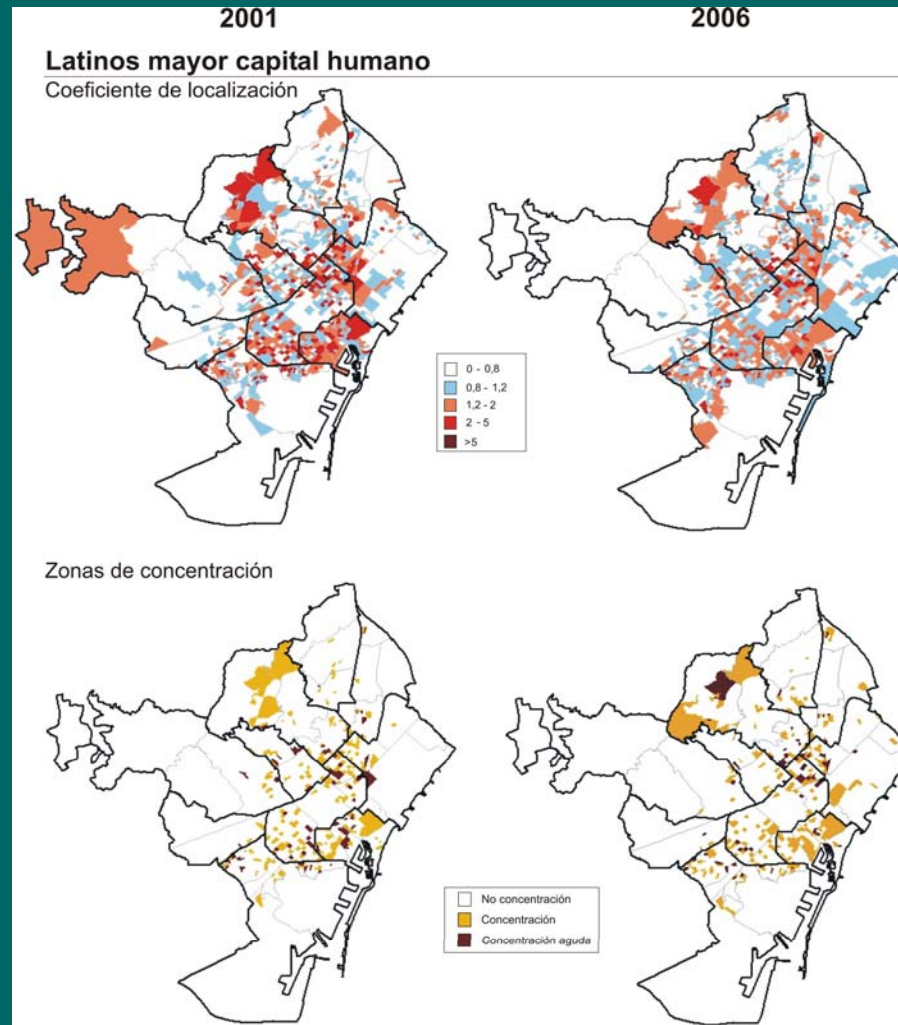 2001
2006
Latinos mayor capital humano
Coeficiente de localización
0 - 0,8
0,8 - 1,2
1,2 - 2
2 - 5
>5
Zonas de concentración
No concentración
Concentración
Concentración aguda